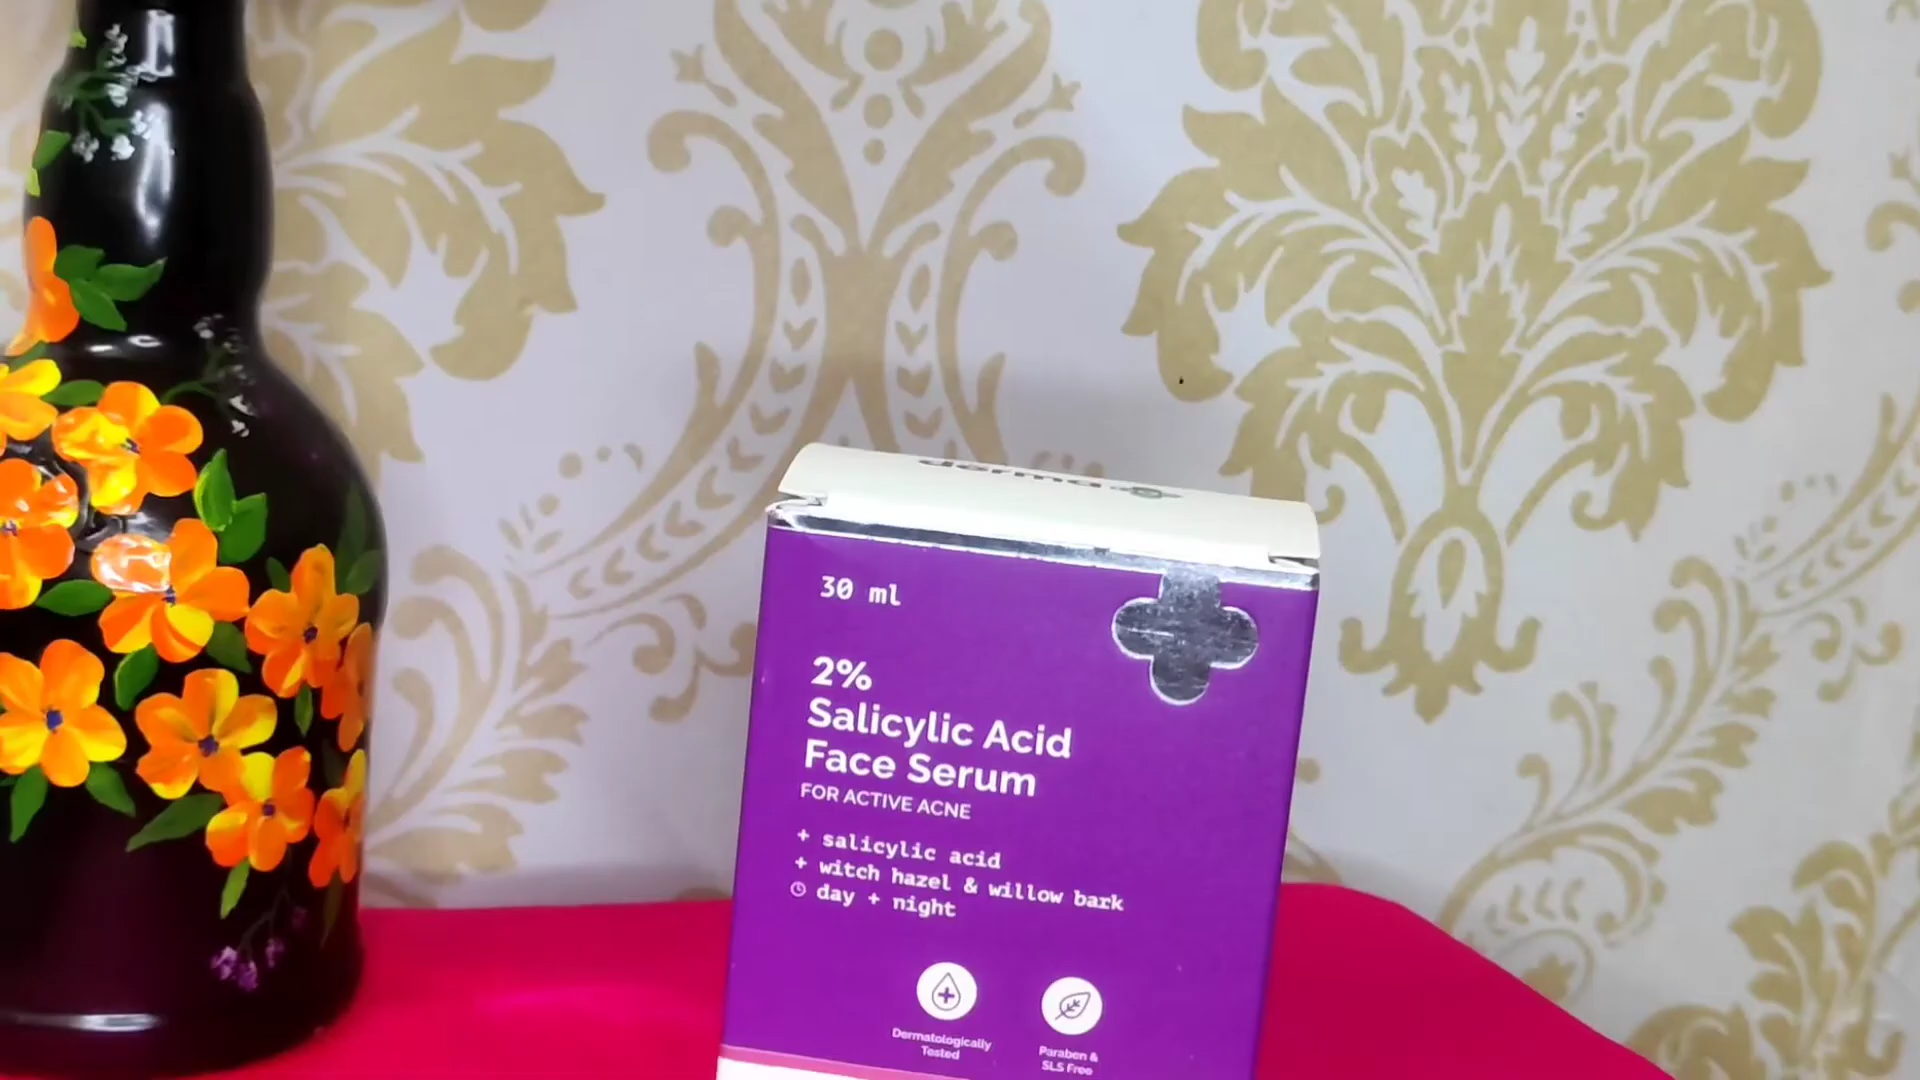 derma
30 ml
2%
Salicylic Acid
Face Serum
FOR ACTIVE ACNE
+ salicylic acid
+ witch hazel & willow bark
day + night
Dermatologically
Tested
Paraben &
SLS Free